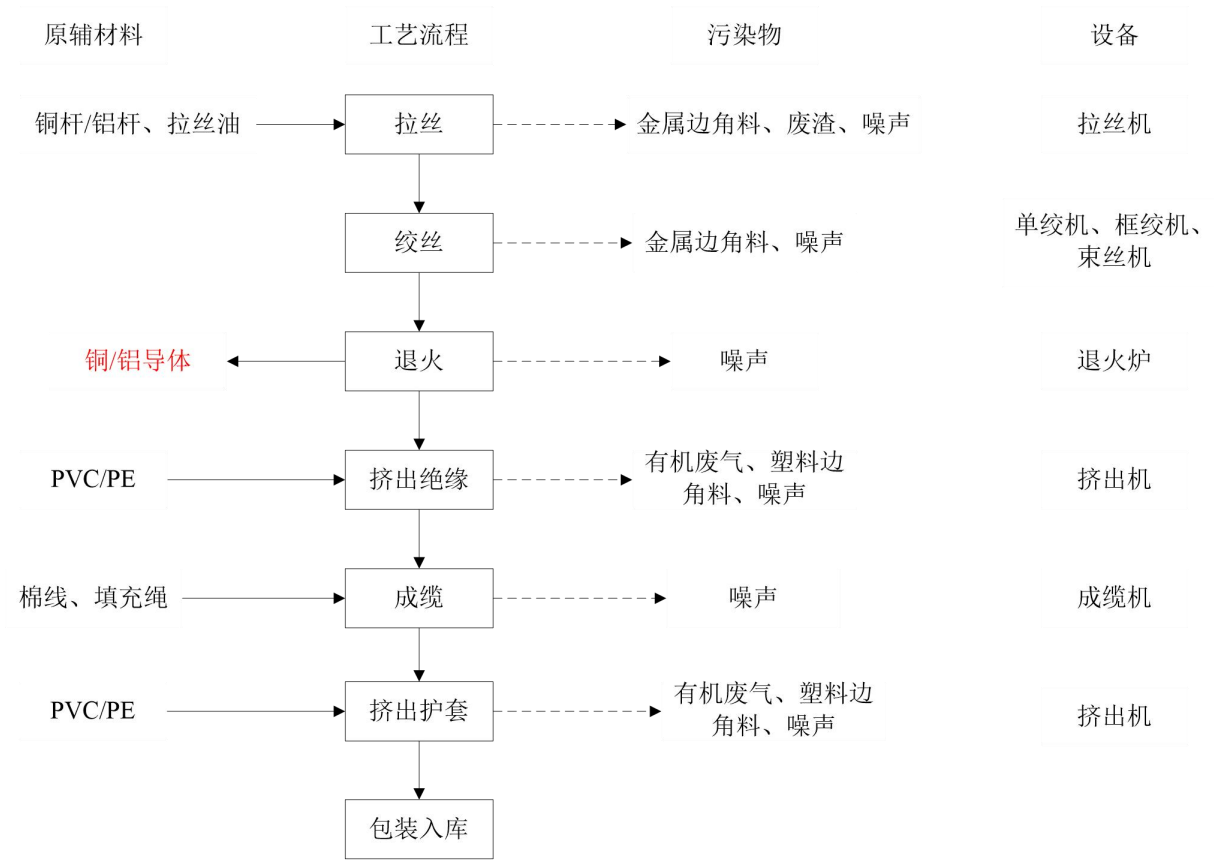 原辅材料 工艺流程 污染物 设备
铜杆/铝杆、拉丝油 拉丝 金属边角料、废渣、噪声 拉丝机
绞丝 金属边角料、噪声 单绞机、框绞机、
束丝机
铜/铝导体 退火 噪声 退火炉
PVC/PE 挤出绝缘 有机废气、塑料边
角料、噪声 挤出机
棉线、填充绳 成缆 噪声 成缆机
PVC/PE 挤出护套 有机废气、塑料边
角料、噪声 挤出机
包装入库